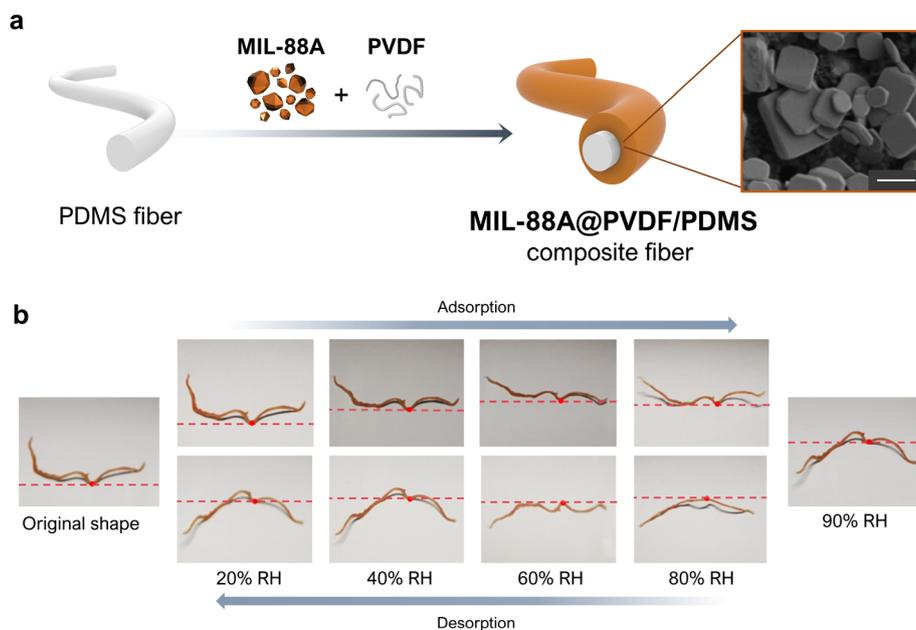 a
MIL-88A
PVDF
+
PDMS fiber
MIL-88A@PVDF/PDMS
composite fiber
b
Adsorption
Original shape
90% RH
20% RH
40% RH
60% RH
80% RH
Desorption